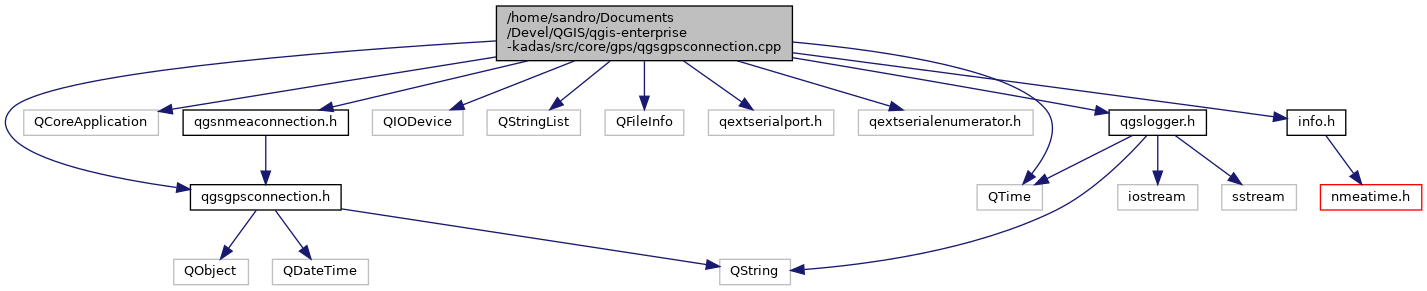 /home/sandro/Documents
/Devel/QGIS/qgis-enterprise
-kadas/src/core/gps/qgsgpsconnection.cpp
QCoreApplication
qgsnmeaconnection.h
QIODevice
QStringList
QFileInfo
qextserialport.h
qextserialenumerator.h
qgslogger.h
info.h
qgsgpsconnection.h
QTime
iostream
sstream
nmeatime.h
QObject
QDateTime
QString